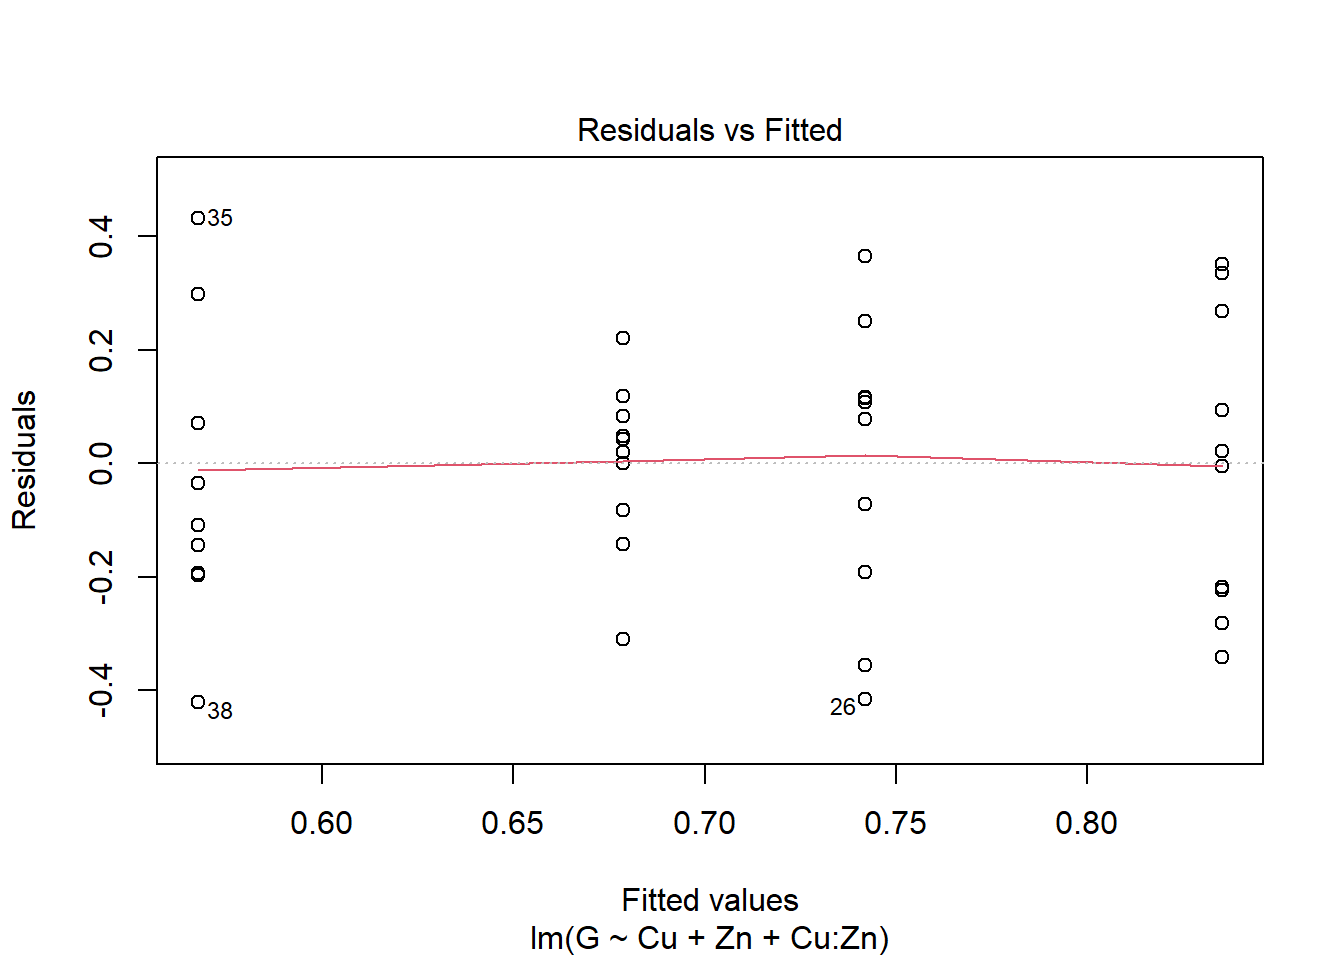 Residuals vs Fitted
Residuals
0.4
0.2
0.0
-0.2
-0.4
35
38
26
0.60 0.65 0.70 0.75 0.80
Fitted values
lm(G ~ Cu + Zn + Cu:Zn)